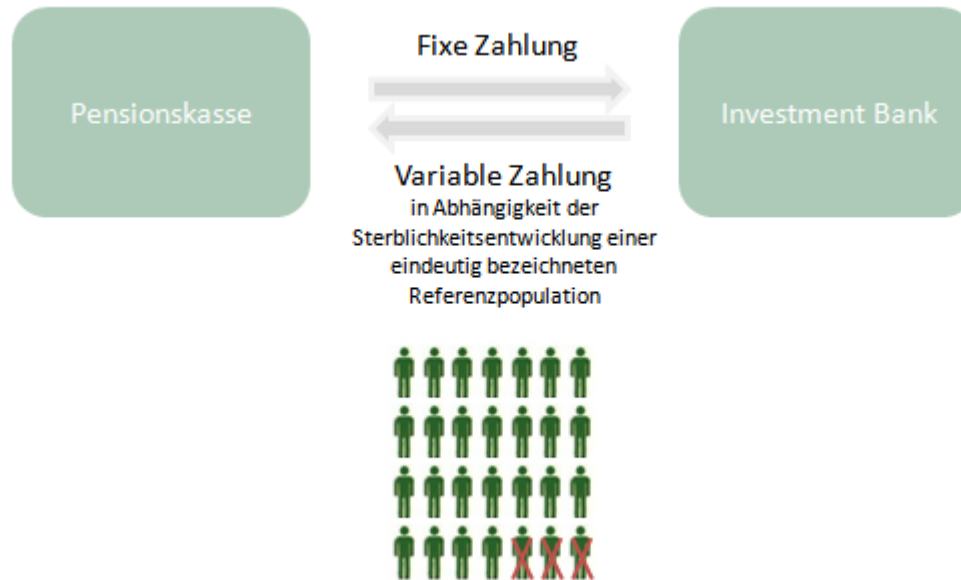 Fixe Zahlung
Pensionskasse
Investment Bank
Variable Zahlung
in Abhängigkeit der
Sterblichkeitsentwicklung einer
eindeutig bezeichneten
Referenzpopulation